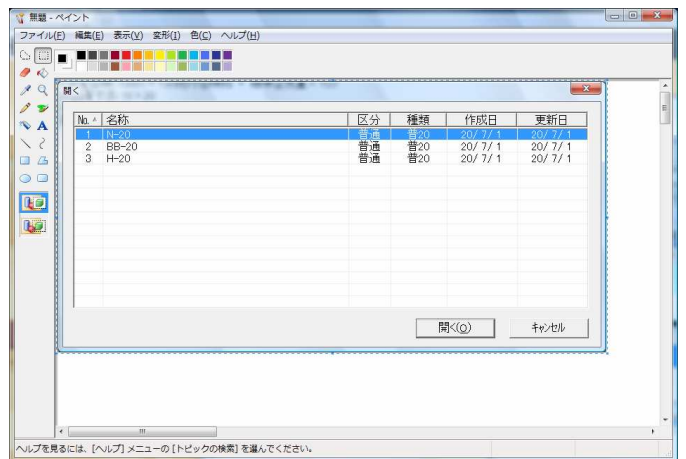 無題 - ペイント
ファイル(F) 編集(E) 表示(V) 変形(I) 色(C) ヘルプ(H)
開く
No. 名称 区分 種類 作成日 更新日
1 N-20 普通 普20 20/ 7/ 1 20/ 7/ 1
2 BB-20 普通 普20 20/ 7/ 1 20/ 7/ 1
3 H-20 普通 普20 20/ 7/ 1 20/ 7/ 1
開く(O) キャンセル
ヘルプを見るには、[ヘルプ] メニューの [トピックの検索] を選んでください。